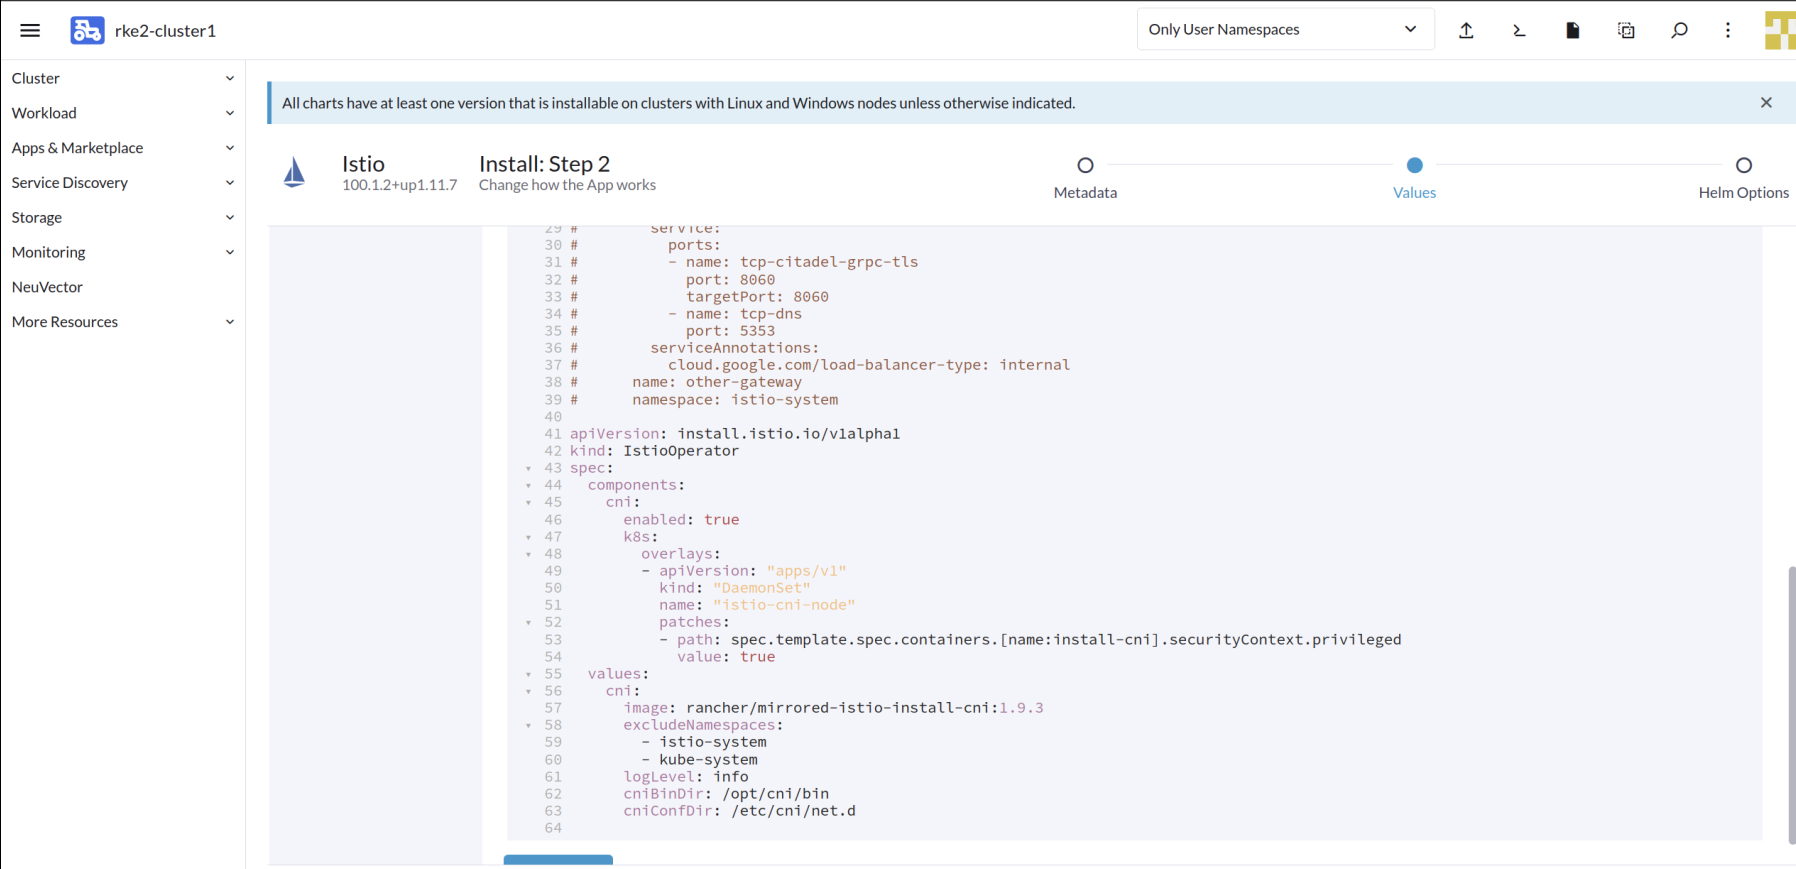 rke2-cluster1
Only User Namespaces
Cluster
Workload
Apps & Marketplace
Service Discovery
Storage
Monitoring
NeuVector
More Resources
All charts have at least one version that is installable on clusters with Linux and Windows nodes unless otherwise indicated.
Istio
100.1.2+up1.11.7
Install: Step 2
Change how the App works
Metadata
Values
Helm Options
29 #        service:
30 #          ports:
31 #          - name: tcp-citadel-grpc-tls
32 #            port: 8060
33 #            targetPort: 8060
34 #          - name: tcp-dns
35 #            port: 5353
36 #        serviceAnnotations:
37 #          cloud.google.com/load-balancer-type: internal
38 #      name: other-gateway
39 #      namespace: istio-system
40
41 apiVersion: install.istio.io/v1alpha1
42 kind: IstioOperator
43 spec:
44   components:
45     cni:
46       enabled: true
47       k8s:
48         overlays:
49         - apiVersion: "apps/v1"
50           kind: "DaemonSet"
51           name: "istio-cni-node"
52           patches:
53           - path: spec.template.spec.containers.[name:install-cni].securityContext.privileged
54             value: true
55   values:
56     cni:
57       image: rancher/mirrored-istio-install-cni:1.9.3
58       excludeNamespaces:
59         - istio-system
60         - kube-system
61       logLevel: info
62       cniBinDir: /opt/cni/bin
63       cniConfDir: /etc/cni/net.d
64